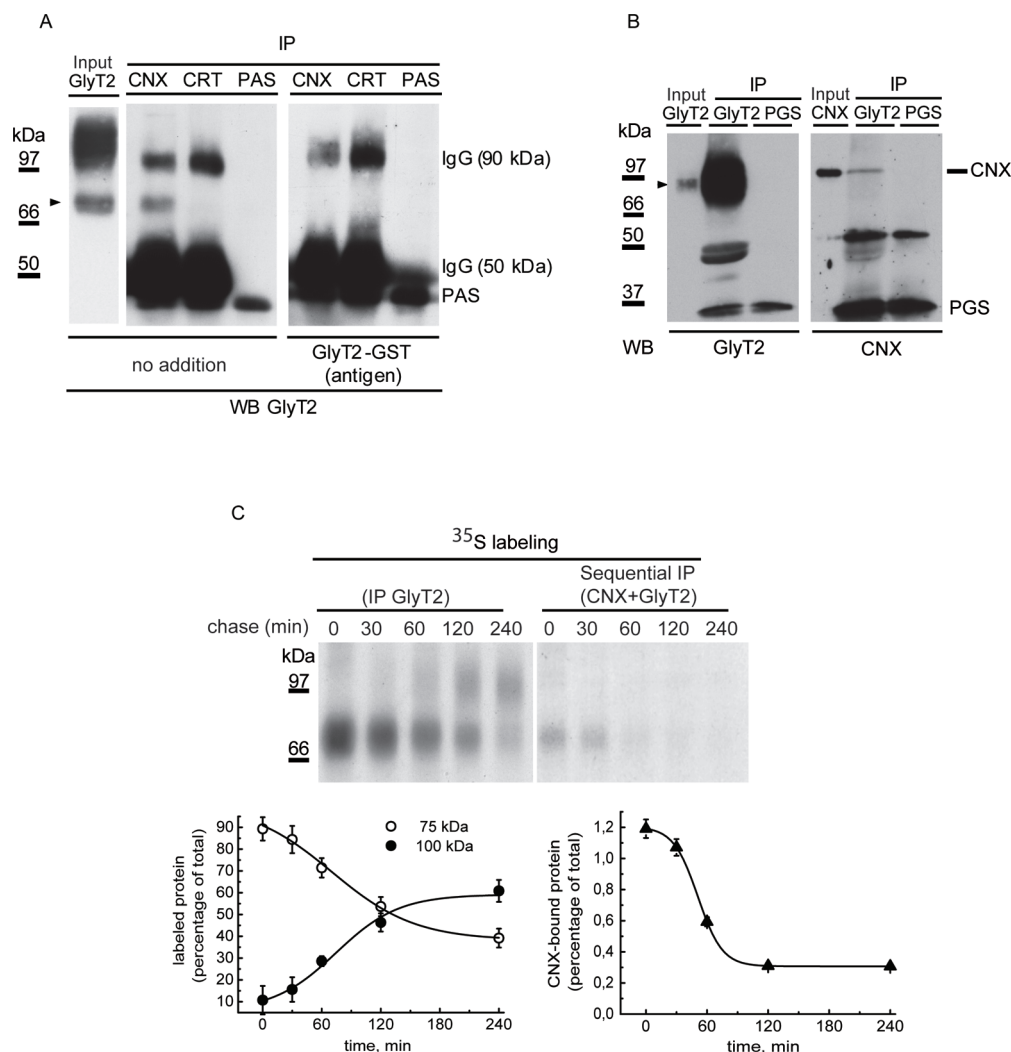 A
IP
Input
GlyT2
CNX CRT PAS
CNX CRT PAS
kDa
97
66
50
IgG (90 kDa)
IgG (50 kDa)
PAS
no addition
GlyT2-GST
(antigen)
WB GlyT2
B
Input
GlyT2
IP
GlyT2 PGS
Input
CNX
IP
GlyT2 PGS
kDa
97
66
50
37
CNX
PGS
WB
GlyT2
CNX
C
35S labeling
(IP GlyT2)
Sequential IP
(CNX+GlyT2)
chase (min) 0 30 60 120 240 0 30 60 120 240
kDa
97
66
labeled protein
(percentage of total)
90
80
70
60
50
40
30
20
10
75 kDa
100 kDa
0 60 120 180 240
time, min
CNX-bound protein
(percentage of total)
1,2
1,0
0,8
0,6
0,4
0,2
0,0
0 60 120 180 240
time, min